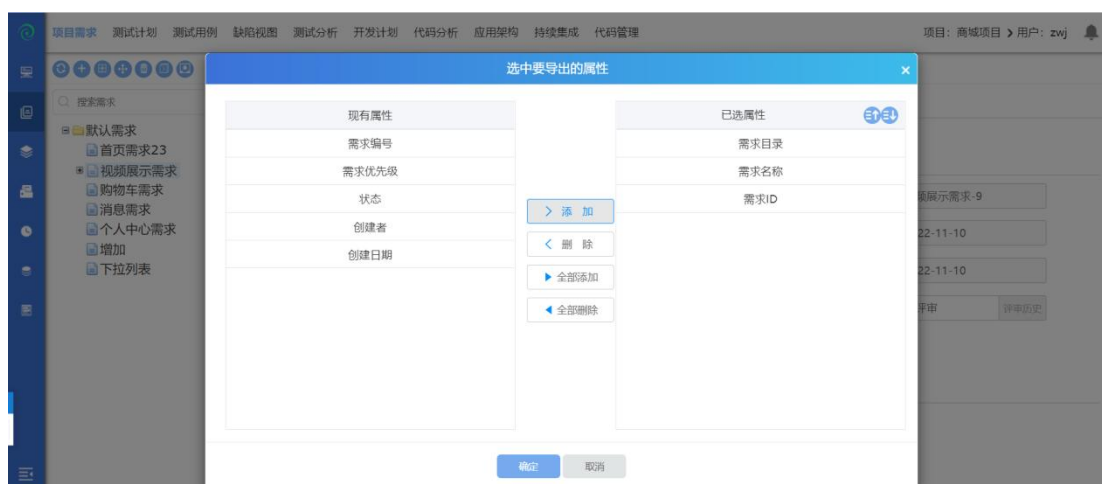 项目需求 测试计划 测试用例 缺陷视图 测试分析 开发计划 代码分析 应用架构 持续集成 代码管理 项目：商城项目 用户：zwj
选中要导出的属性
搜索需求
默认需求
首页需求23
视频展示需求
购物车需求
消息需求
个人中心需求
增加
下拉列表
现有属性
需求编号
需求优先级
状态
创建者
创建日期
添 加
删 除
全部添加
全部删除
已选属性
需求目录
需求名称
需求ID
展示需求-9
22-11-10
22-11-10
评审历史
确定 取消